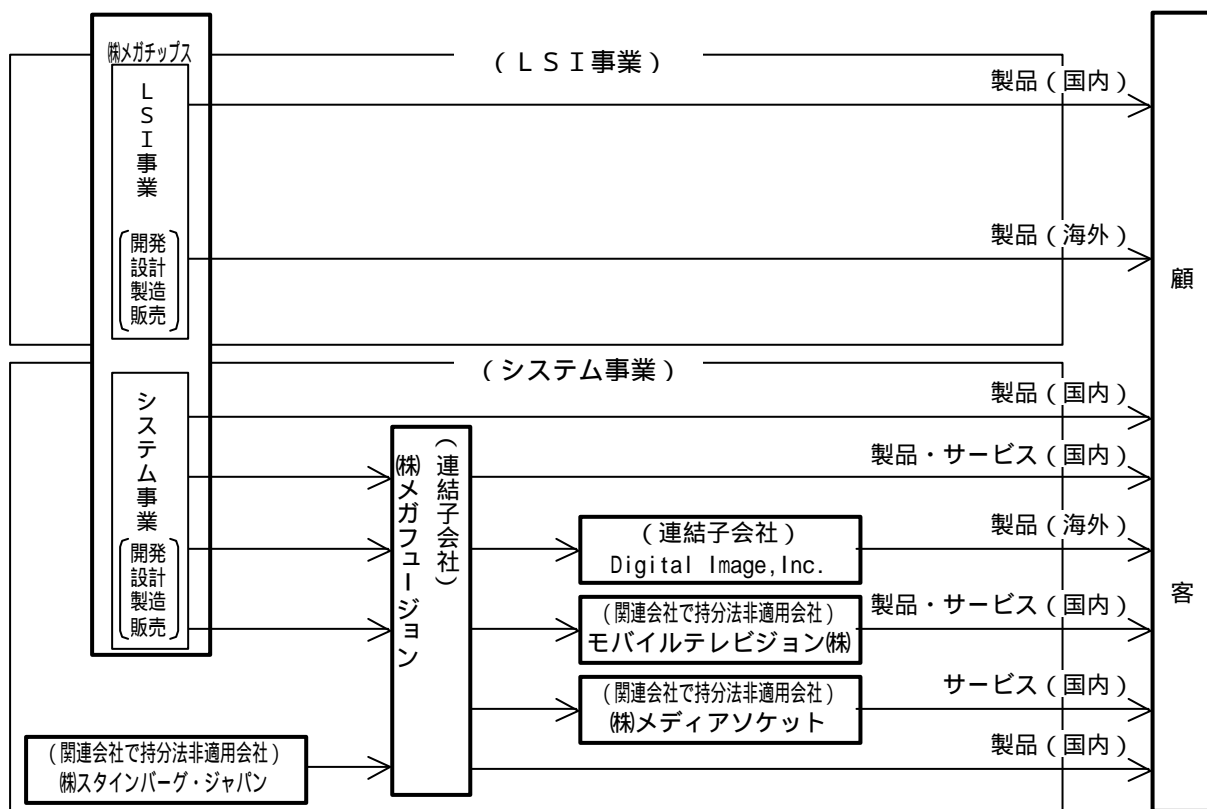 ㈱メガチップス
(LSI事業)
LSI事業
開発
設計
製造
販売
製品(国内)
製品(海外)
(システム事業)
システム事業
開発
設計
製造
販売
(連結子会社)
㈱メガフュージョン
製品(国内)
製品・サービス(国内)
(連結子会社)
Digital Image,Inc.
製品(海外)
(関連会社で持分法非適用会社)
モバイルテレビジョン㈱
製品・サービス(国内)
(関連会社で持分法非適用会社)
㈱メディアソケット
サービス(国内)
(関連会社で持分法非適用会社)
㈱スタインバーグ・ジャパン
製品(国内)
顧客